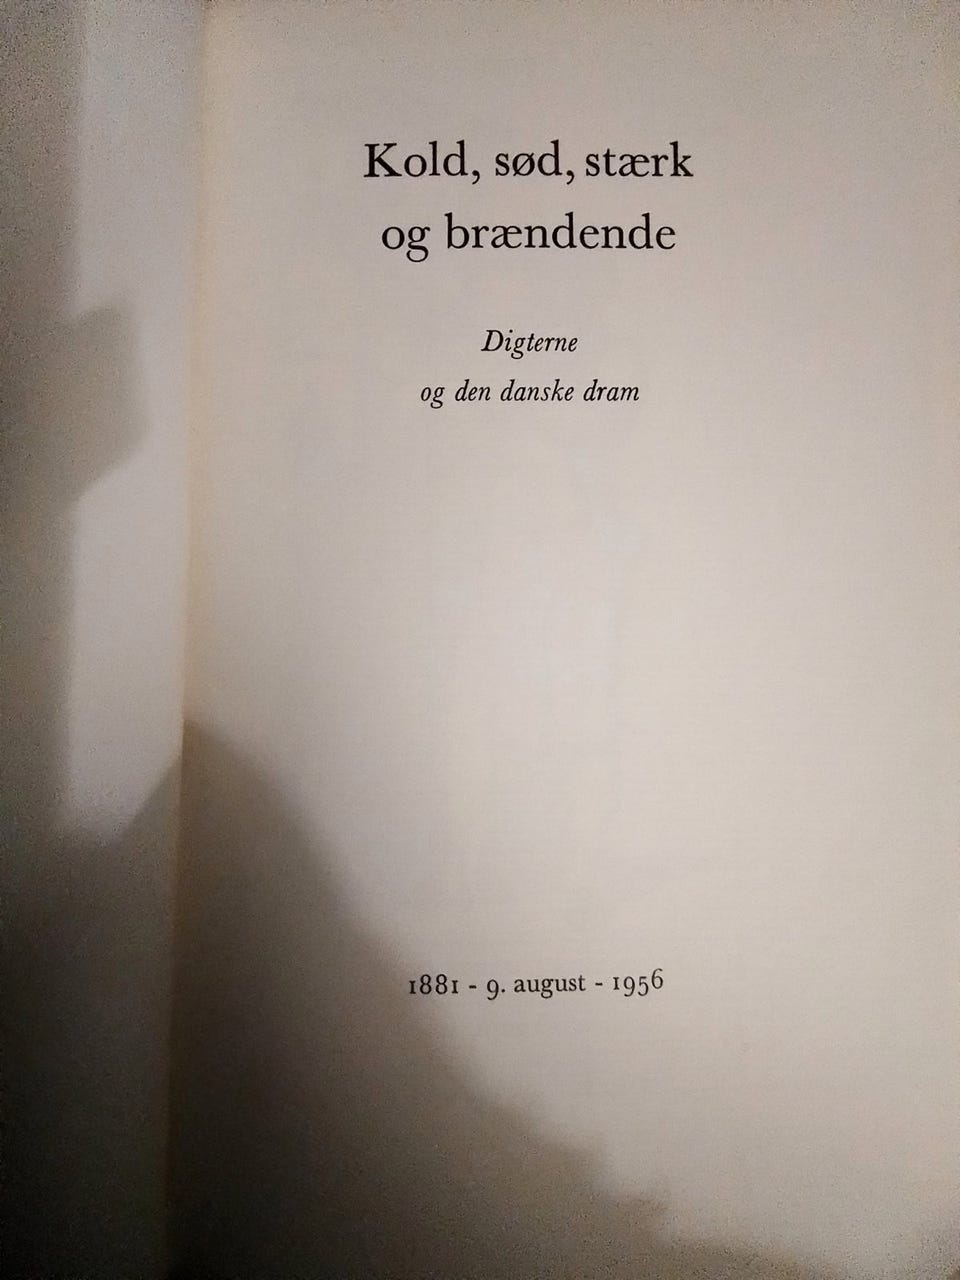 Kold, sød, stærk
og brændende
Digterne
og den danske dram
1881 - 9. august - 1956